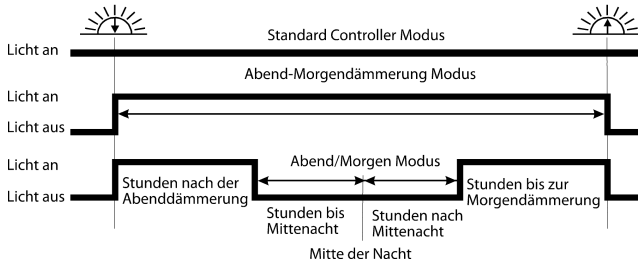 Standard Controller Modus
Licht an
Abend-Morgendämmerung Modus
Licht an
Licht aus
Licht an
Abend/Morgen Modus
Stunden nach der
Abenddämmerung)
Stunden bis zur
Morgendämmerung)
Licht aus
Stunden bis
Mittenacht
Stunden nach
Mittenacht
Mitte der Nacht